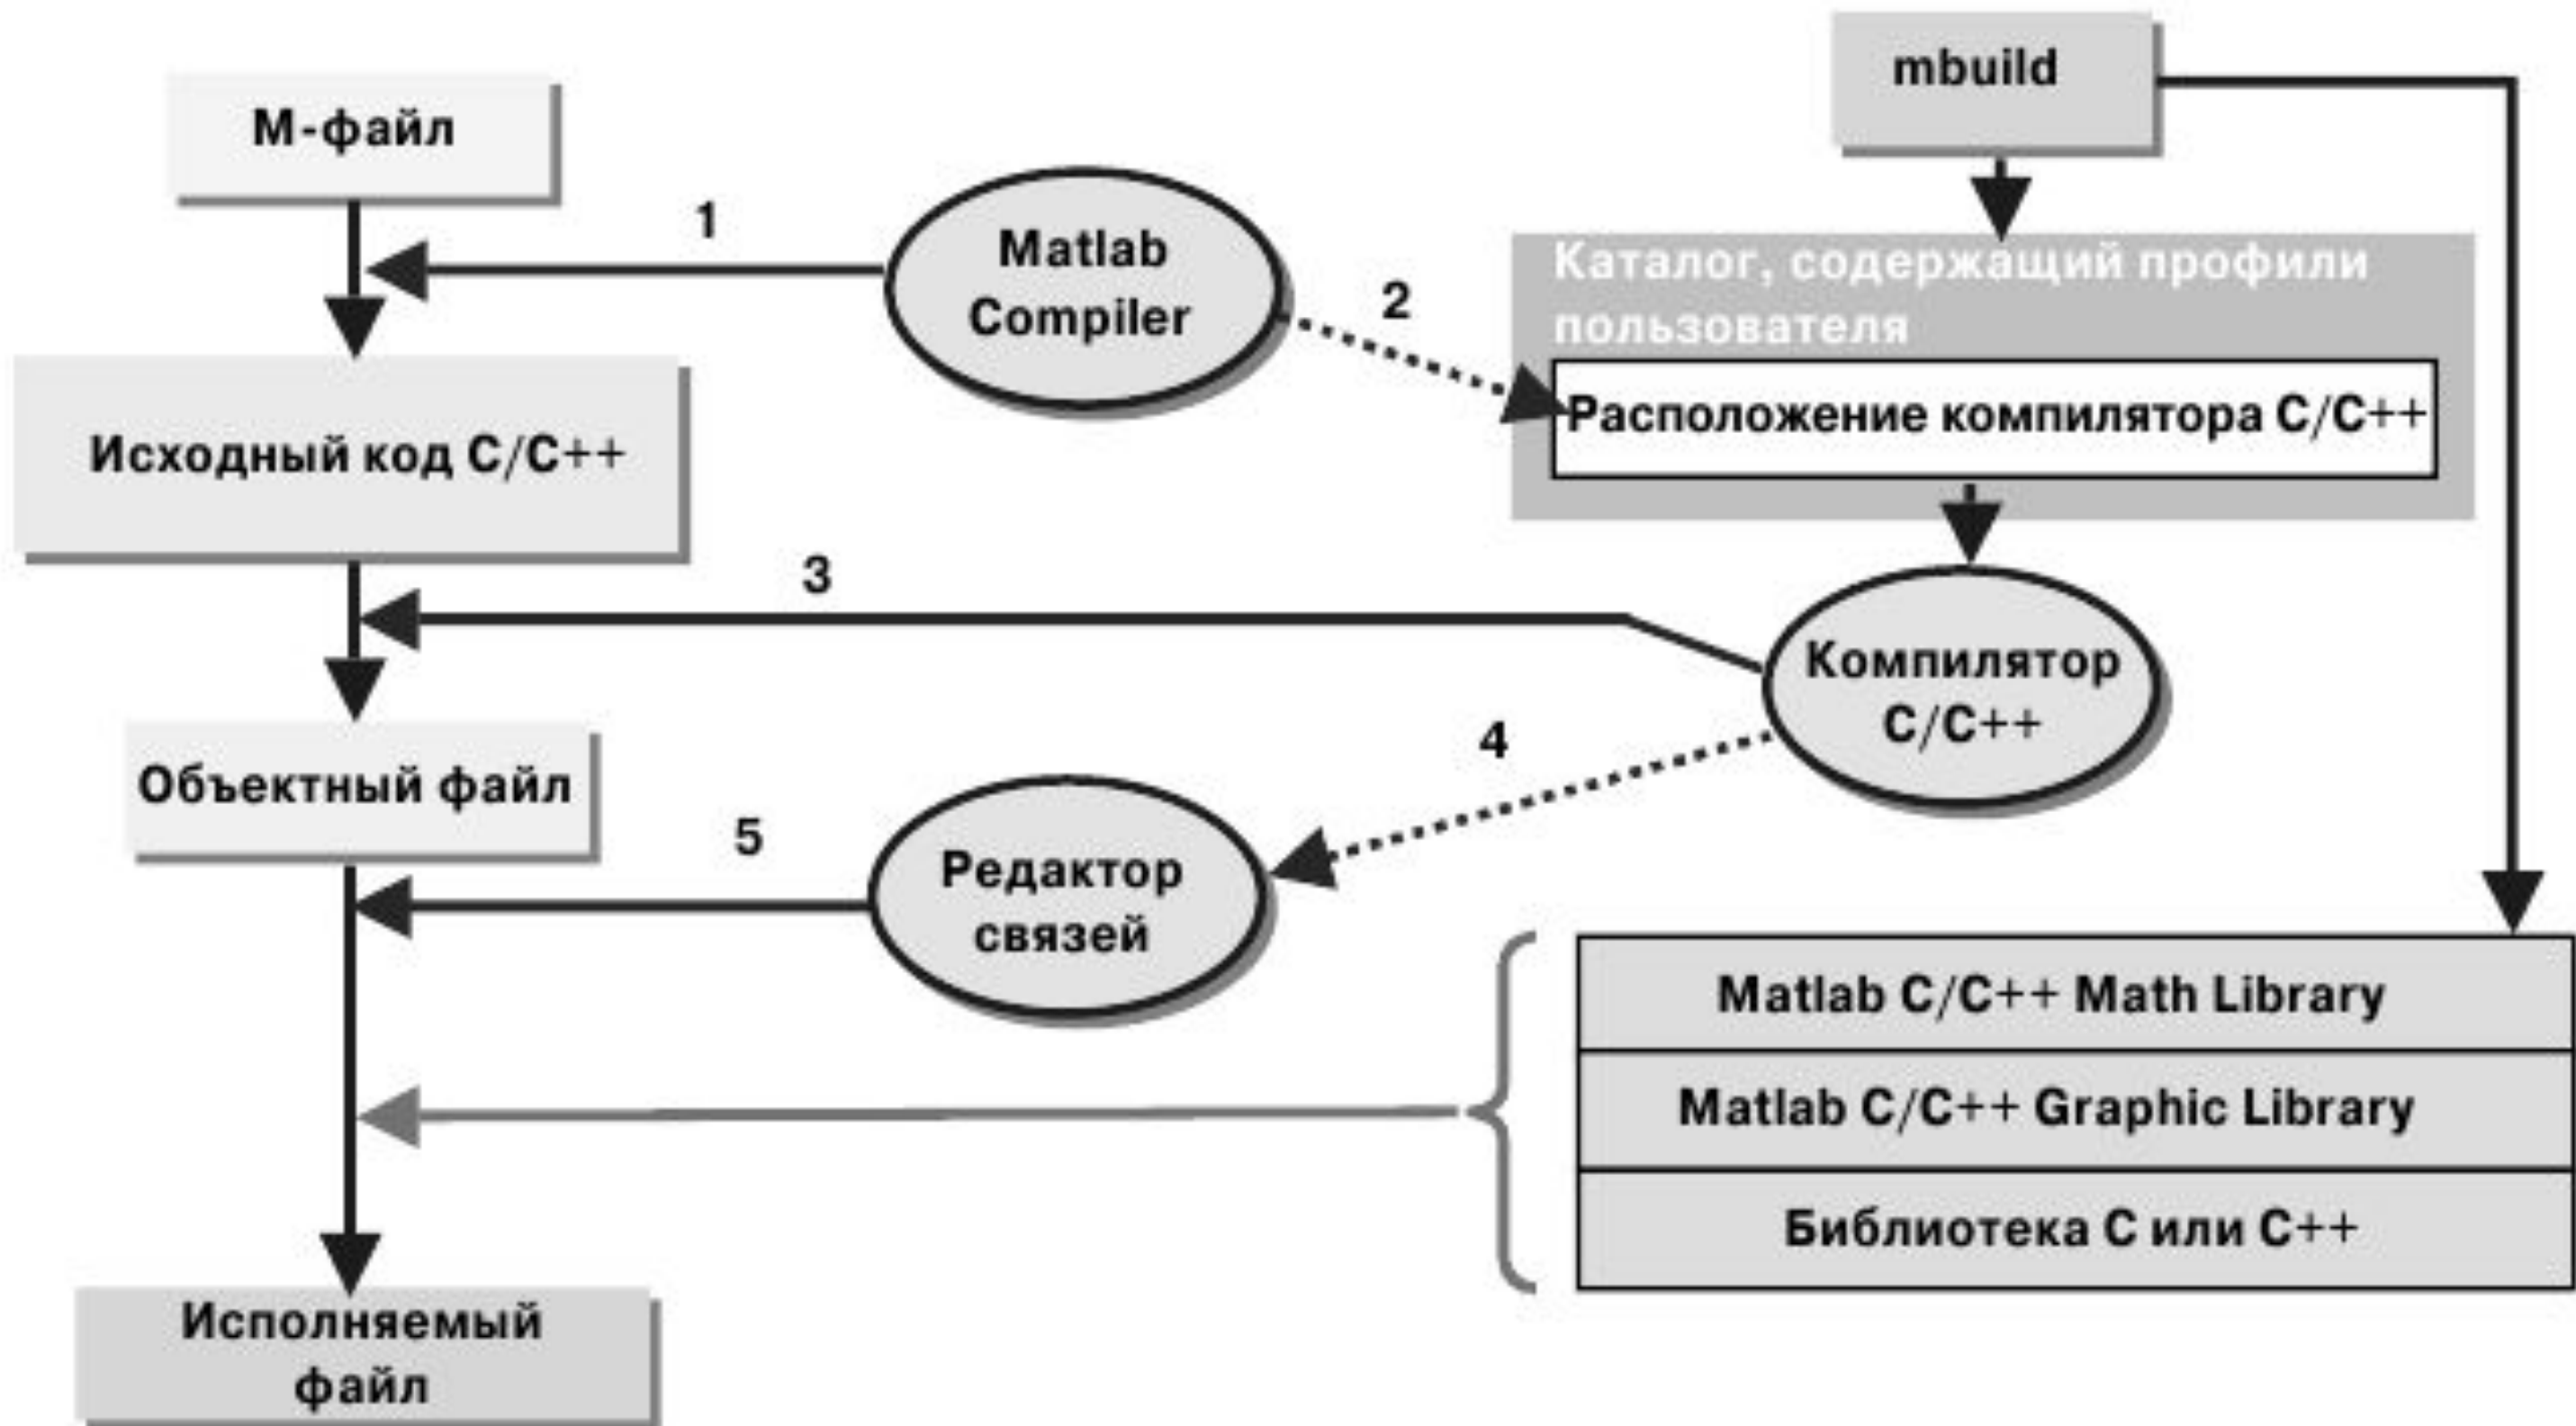 mbuild
М-файл
1
Matlab
Compiler
2
Каталог, содержащий профили
пользователя
Расположение компилятора С/С++
Исходный код С/С++
3
Компилятор
С/С++
4
Объектный файл
5
Редактор
связей
Matlab C/C++ Math Library
Matlab C/C++ Graphic Library
Библиотека С или С++
Исполняемый
файл